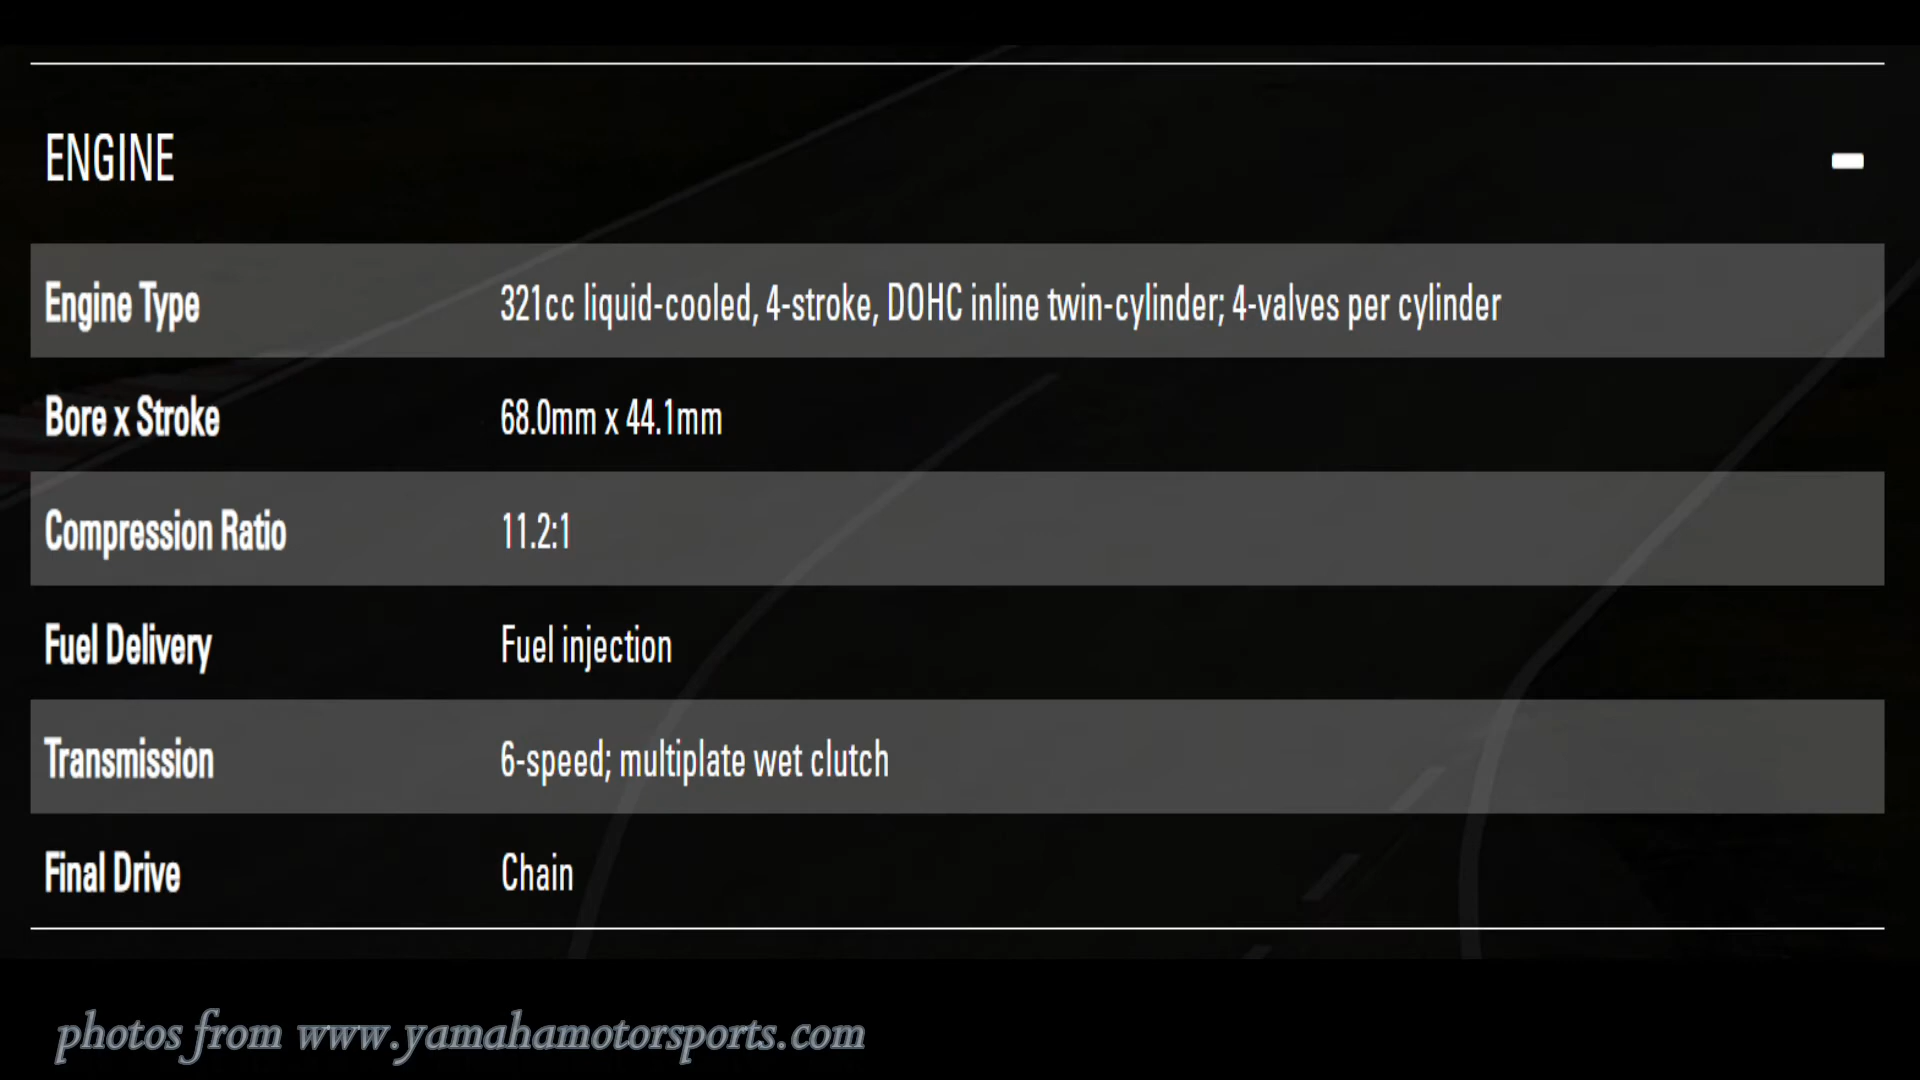 ENGINE
Engine Type 321cc liquid-cooled, 4-stroke, DOHC inline twin-cylinder; 4-valves per cylinder
Bore x Stroke 68.0mm x 44.1mm
Compression Ratio 11.2:1
Fuel Delivery Fuel injection
Transmission 6-speed; multiplate wet clutch
Final Drive Chain
photos from www.yamahamotorsports.com